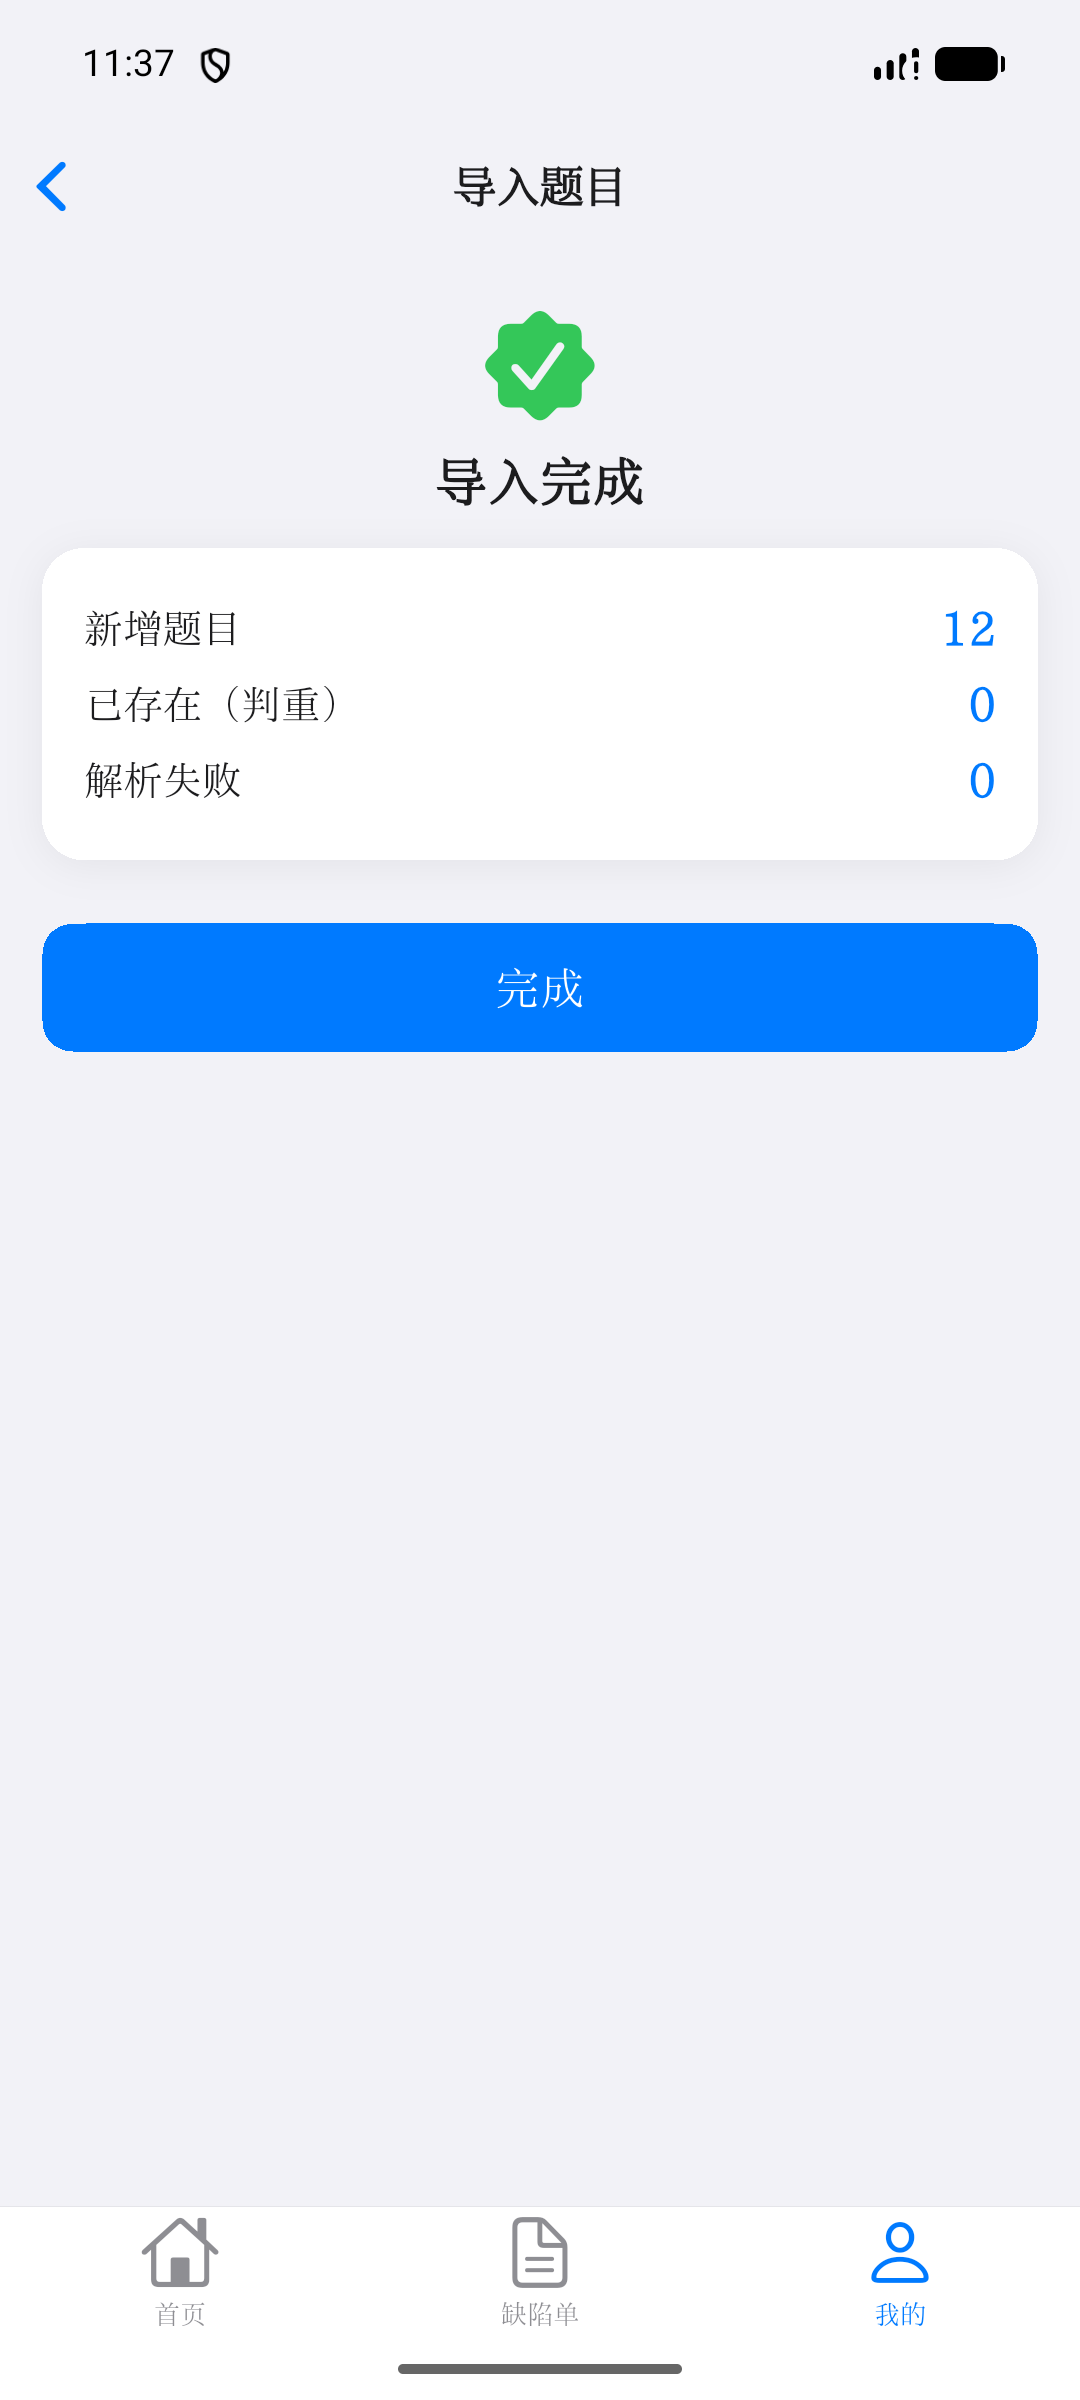 11:37
导入题目
导入完成
新增题目 12
已存在（判重） 0
解析失败 0
完成
首页 缺陷单 我的